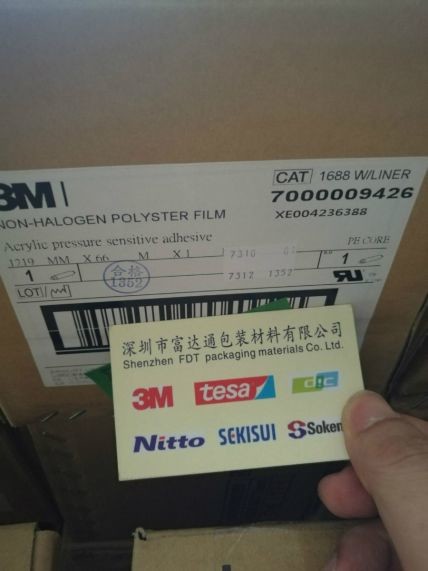 CAT 1688 W/LINER
3M
7000009426
XE004236388
NON-HALOGEN POLYSTER FILM
Acrylic pressure sensitive adhesive
PE CORE
1219 MM X 66 M X 1
7310
1
合格
1352
7312 1352
1
LOT
深圳市富达通包装材料有限公司
Shenzhen FDT packaging materials Co. Ltd.
3M tesa dic
Nitto SEKISUI Soken